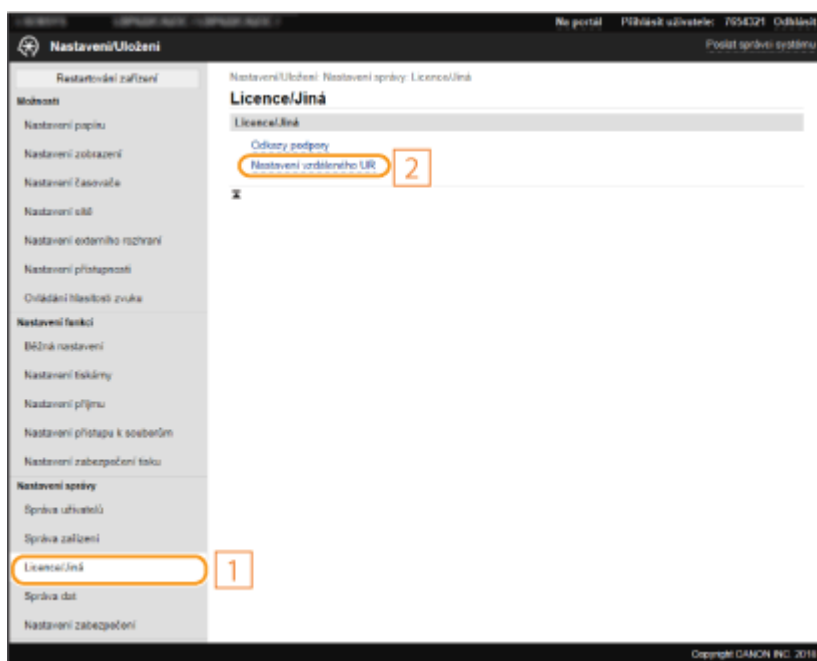 Na portál Přihlásit uživatele: 7654321 Odhlásit
Nastavení/Uložení
Poslat správci systému
Restartování zařízení
Nastavení/Uložení: Nastavení správy: Licence/Jiná
Možnosti
Licence/Jiná
Nastavení papíru
Licence/Jiná
Odkazy podpory
Nastavení zobrazení
Nastavení vzdáleného UR
2
Nastavení časovače
Nastavení sítě
Nastavení externího rozhraní
Nastavení přístupnosti
Ovládání hlasitosti zvuku
Nastavení funkcí
Běžná nastavení
Nastavení tiskárny
Nastavení příjmu
Nastavení přístupu k souborům
Nastavení zabezpečení tisku
Nastavení správy
Správa uživatelů
Správa zařízení
Licence/Jiná
1
Správa dat
Nastavení zabezpečení
Copyright CANON INC. 2018